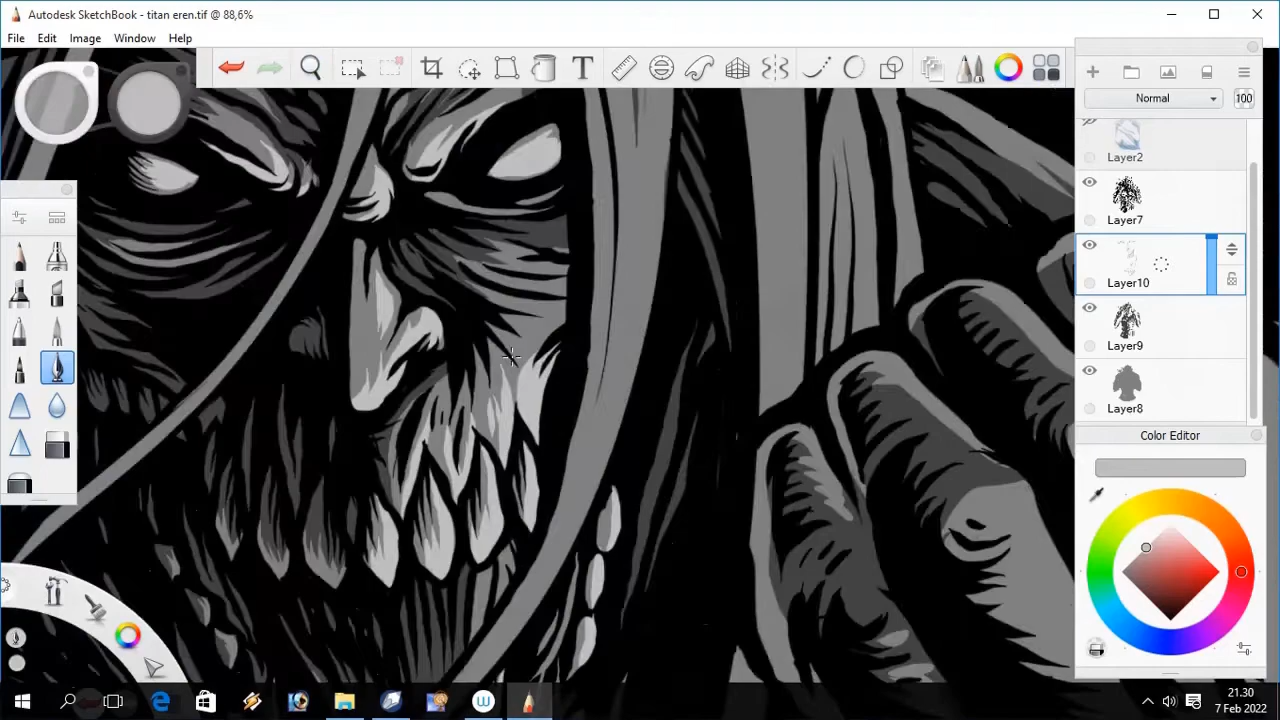 Autodesk SketchBook - titan eren.tif @ 88,6%
File Edit Image Window Help
Normal 100
Layer2
Layer7
Layer10
Layer9
Layer8
Color Editor
21.30
7 Feb 2022